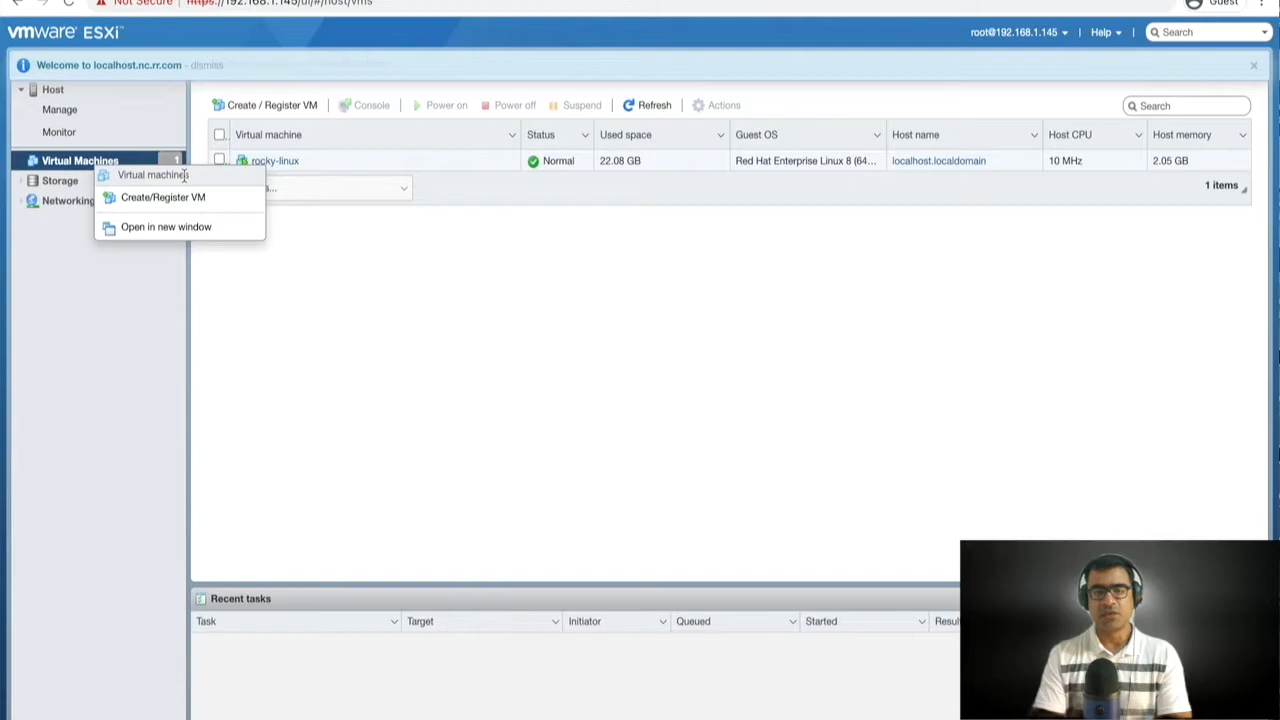 Not Secure https://192.168.1.145/ui/#/host/vms Guest
vmware ESXi™
root@192.168.1.145 | Help | Search
Welcome to localhost.nc.rr.com - dismiss
Host
Manage
Monitor
Virtual Machines 1
Storage
Networking
Virtual machines
Create/Register VM
Open in new window
Create / Register VM | Console | Power on Power off Suspend | Refresh | Actions
Search
Virtual machine Status Used space Guest OS Host name Host CPU Host memory
rocky-linux Normal 22.08 GB Red Hat Enterprise Linux 8 (64... localhost.localdomain 10 MHz 2.05 GB
s...
1 items
Recent tasks
Task Target Initiator Queued Started Resul